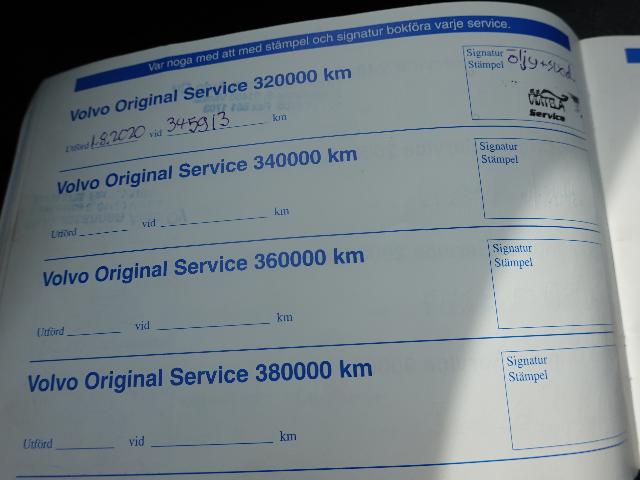 Var noga med att med stämpel och signatur bokföra varje service.
Volvo Original Service 320000 km
Utförd 1.8.2020 vid 345913 km
Signatur öljy+suod.
Stämpel
Service
Volvo Original Service 340000 km
Utförd vid km
Signatur
Stämpel
Volvo Original Service 360000 km
Utförd vid km
Signatur
Stämpel
Volvo Original Service 380000 km
Utförd vid km
Signatur
Stämpel